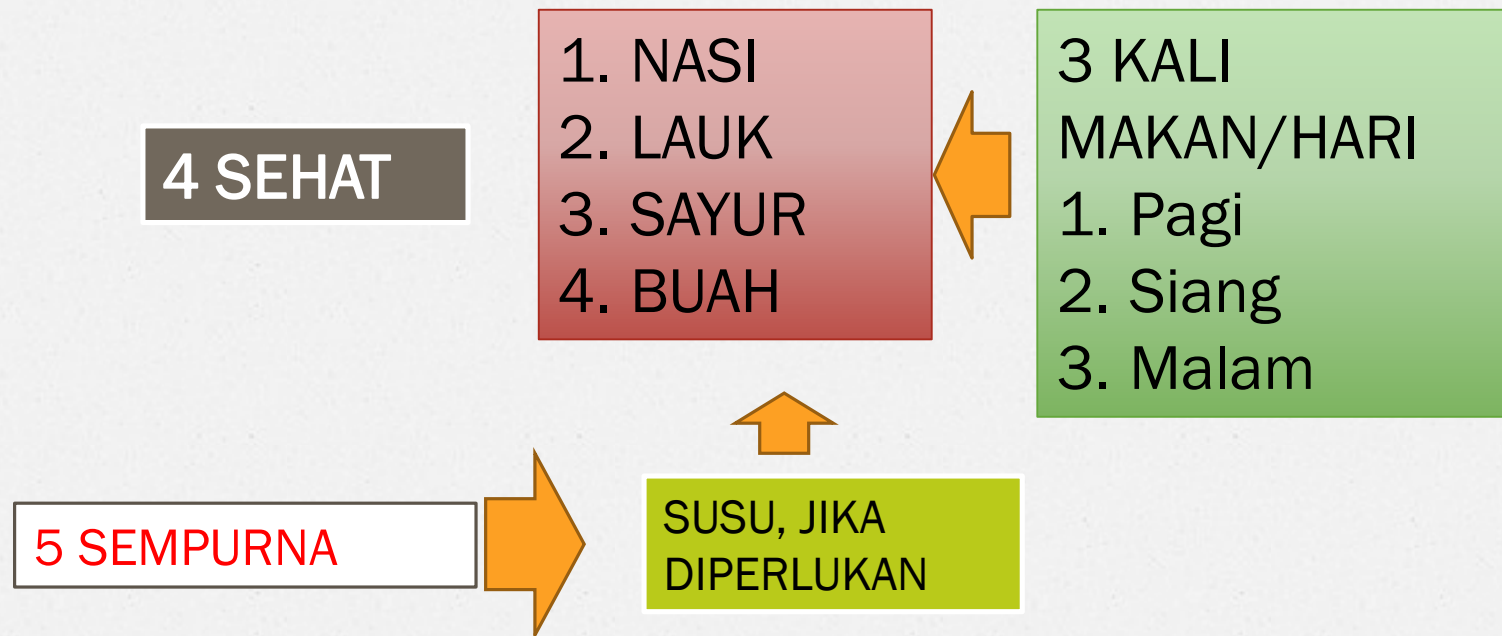 4 SEHAT
1. NASI
2. LAUK
3. SAYUR
4. BUAH
3 KALI
MAKAN/HARI
1. Pagi
2. Siang
3. Malam
5 SEMPURNA
SUSU, JIKA
DIPERLUKAN